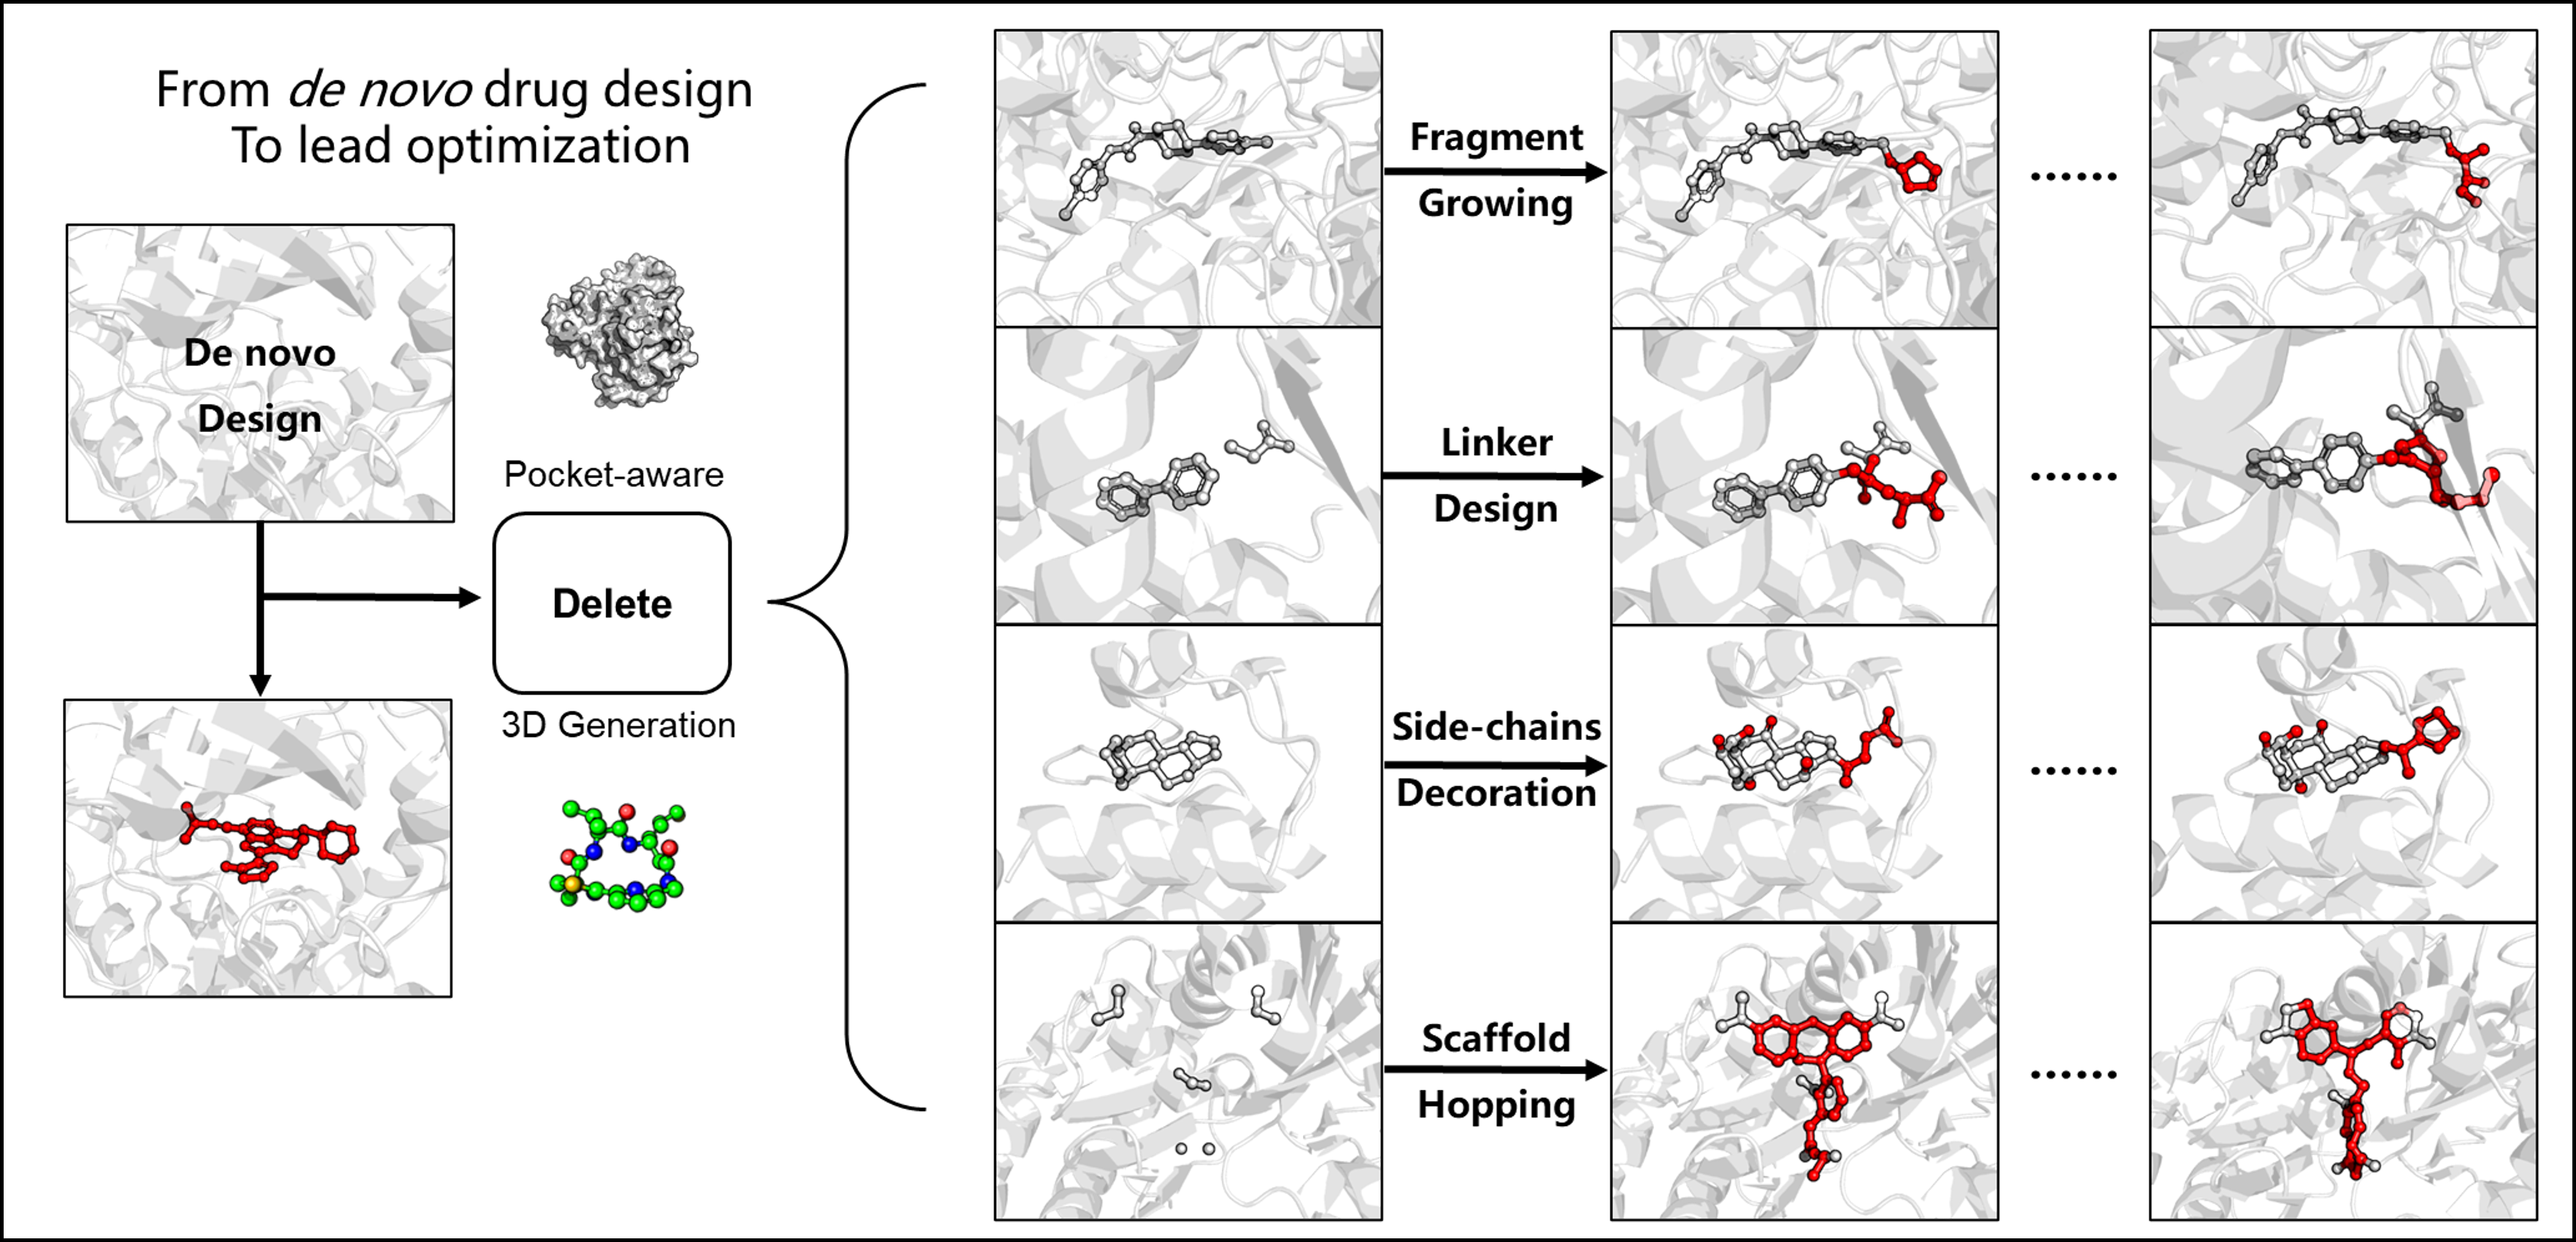 From de novo drug design
To lead optimization
De novo
Design
Pocket-aware
Delete
3D Generation
Fragment
Growing
......
Linker
Design
......
Side-chains
Decoration
......
Scaffold
Hopping
......